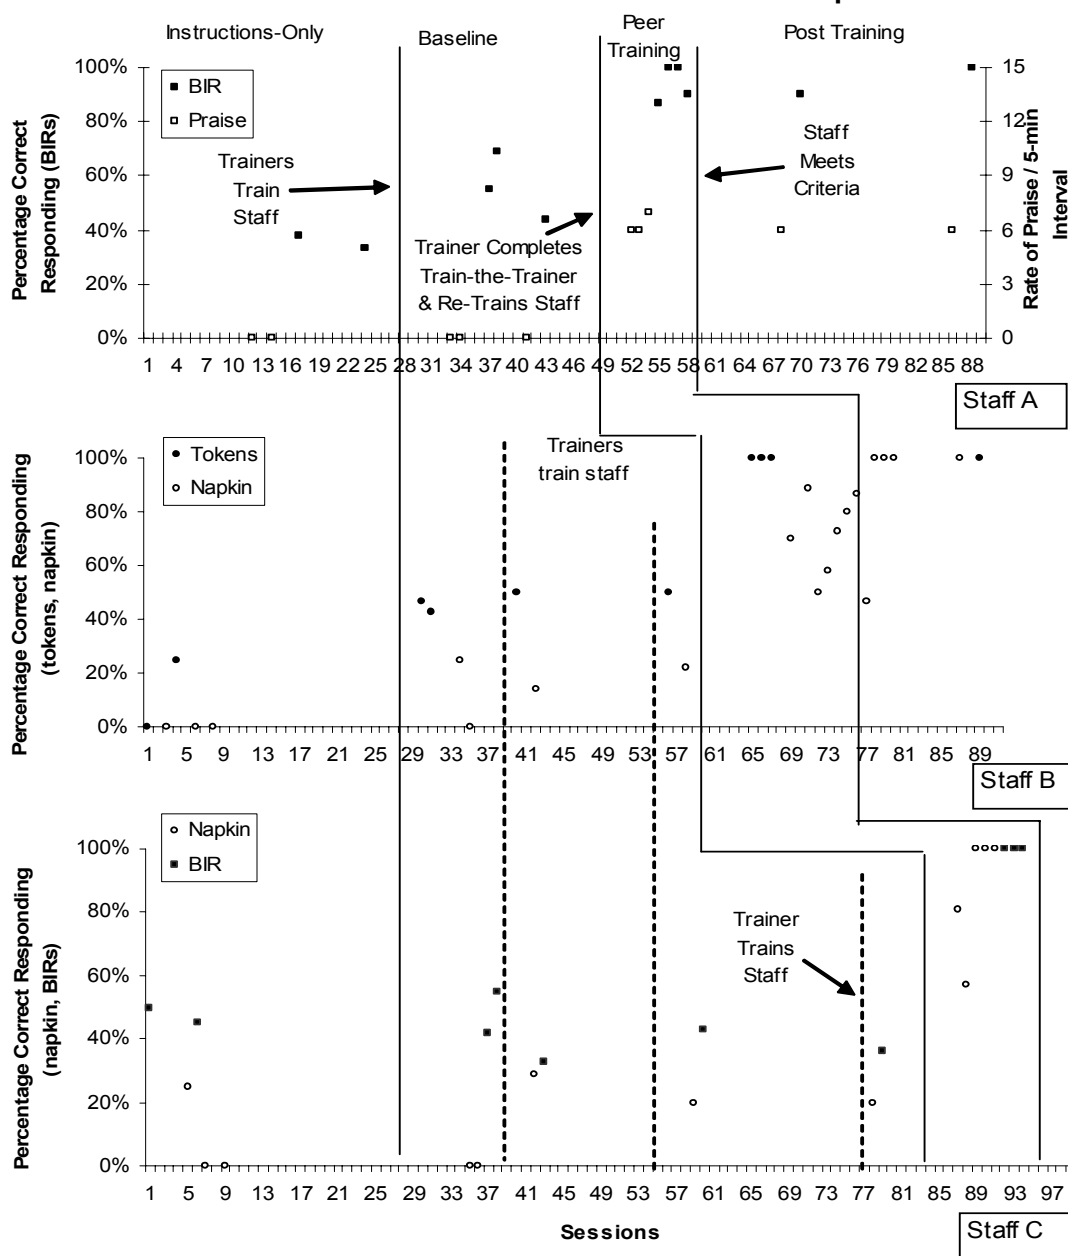 Instructions-Only
Baseline
Peer
Training
Post Training
Percentage Correct
Responding (BIRs)
100%
80%
60%
40%
20%
0%
BIR
Praise
Trainers
Train
Staff
Trainer Completes
Train-the-Trainer
& Re-Trains Staff
Staff
Meets
Criteria
15
12
9
6
3
0
Rate of Praise / 5-min
Interval
1 4 7 10 13 16 19 22 25 28 31 34 37 40 43 46 49 52 55 58 61 64 67 70 73 76 79 82 85 88
Staff A
Percentage Correct Responding
(tokens, napkin)
100%
80%
60%
40%
20%
0%
Tokens
Napkin
Trainers
train staff
1 5 9 13 17 21 25 29 33 37 41 45 49 53 57 61 65 69 73 77 81 85 89
Staff B
Percentage Correct Responding
(napkin, BIRs)
100%
80%
60%
40%
20%
0%
Napkin
BIR
Trainer
Trains
Staff
1 5 9 13 17 21 25 29 33 37 41 45 49 53 57 61 65 69 73 77 81 85 89 93 97
Sessions
Staff C